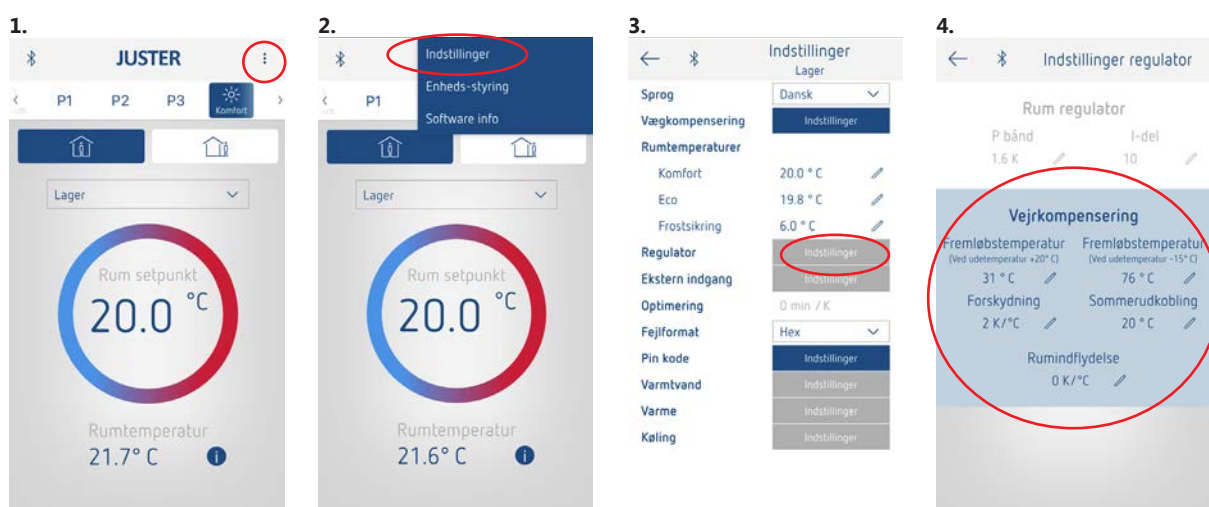 1.
JUSTER
P1 P2 P3
Komfort
Lager
Rum setpunkt
20.0 °C
Rumtemperatur
21.7° C
2.
Indstillinger
Enheds-styring
Software info
P1
Lager
Rum setpunkt
20.0 °C
Rumtemperatur
21.6° C
3.
Indstillinger
Lager
Sprog Dansk
Vægkompensering Indstillinger
Rumtemperaturer
Komfort 20.0 ° C
Eco 19.8 ° C
Frostsikring 6.0 ° C
Regulator Indstillinger
Ekstern indgang Indstillinger
Optimering 0 min / K
Fejlformat Hex
Pin kode Indstillinger
Varmtvand Indstillinger
Varme Indstillinger
Køling Indstillinger
4.
Indstillinger regulator
Rum regulator
P bånd I-del
1.6 K 10
Vejrkompensering
Fremløbstemperatur Fremløbstemperatur
(Ved udetemperatur +20° C) (Ved udetemperatur -15° C)
31 ° C 76 ° C
Forskydning Sommerudkobling
2 K/°C 20 ° C
Rumindflydelse
0 K/°C